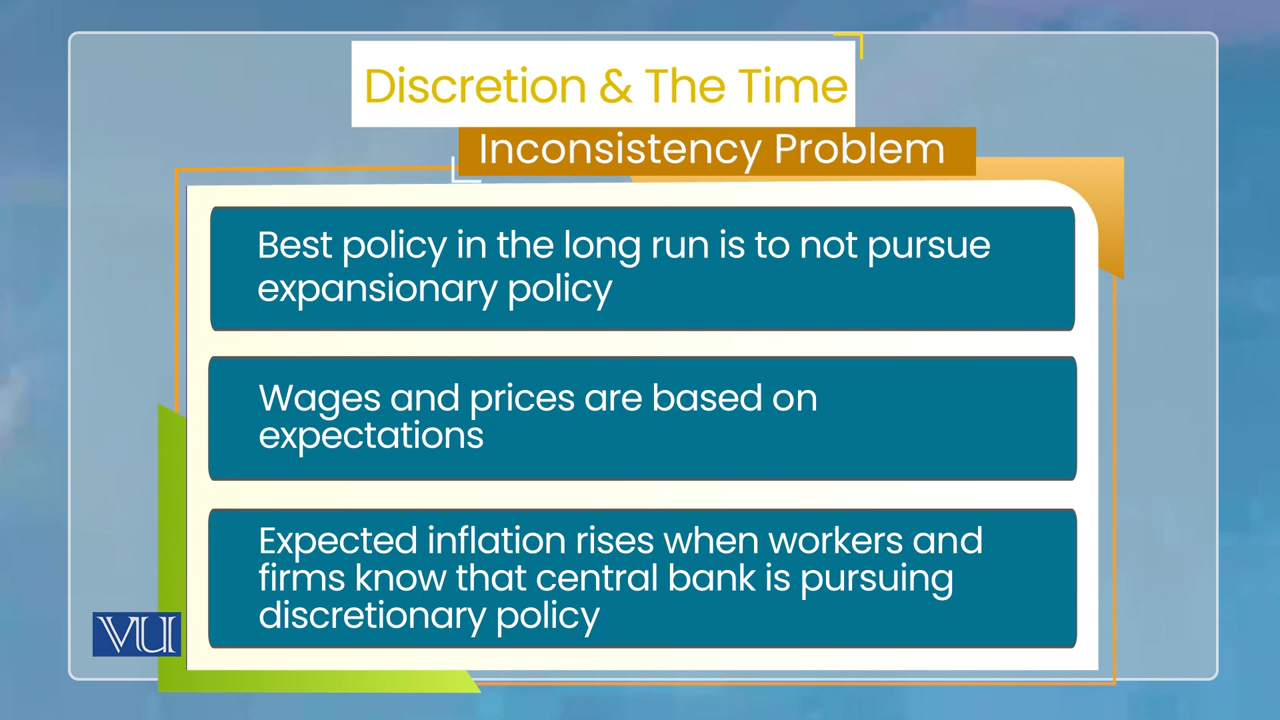 Discretion & The Time
Inconsistency Problem
Best policy in the long run is to not pursue
expansionary policy
Wages and prices are based on
expectations
Expected inflation rises when workers and
firms know that central bank is pursuing
discretionary policy
VU